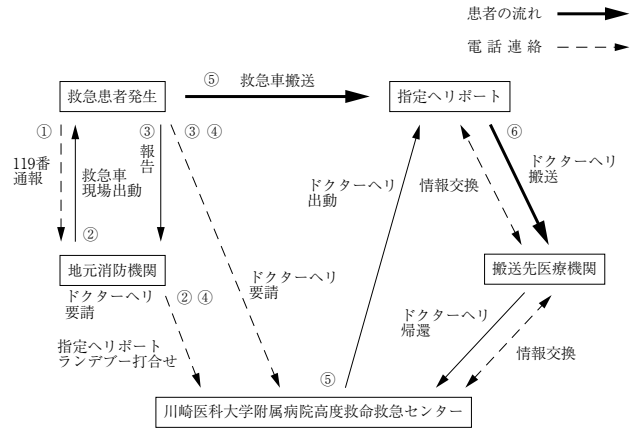 患者の流れ
電話連絡
⑤ 救急車搬送
救急患者発生
指定ヘリポート
①
③
③ ④
⑥
119番
通報
救急車
現場出動
報告
ドクターヘリ
出動
情報交換
ドクターヘリ
搬送
②
地元消防機関
搬送先医療機関
ドクターヘリ
要請
② ④
ドクターヘリ
要請
ドクターヘリ
帰還
指定ヘリポート
ランデブー打合せ
情報交換
⑤
川崎医科大学附属病院高度救命救急センター